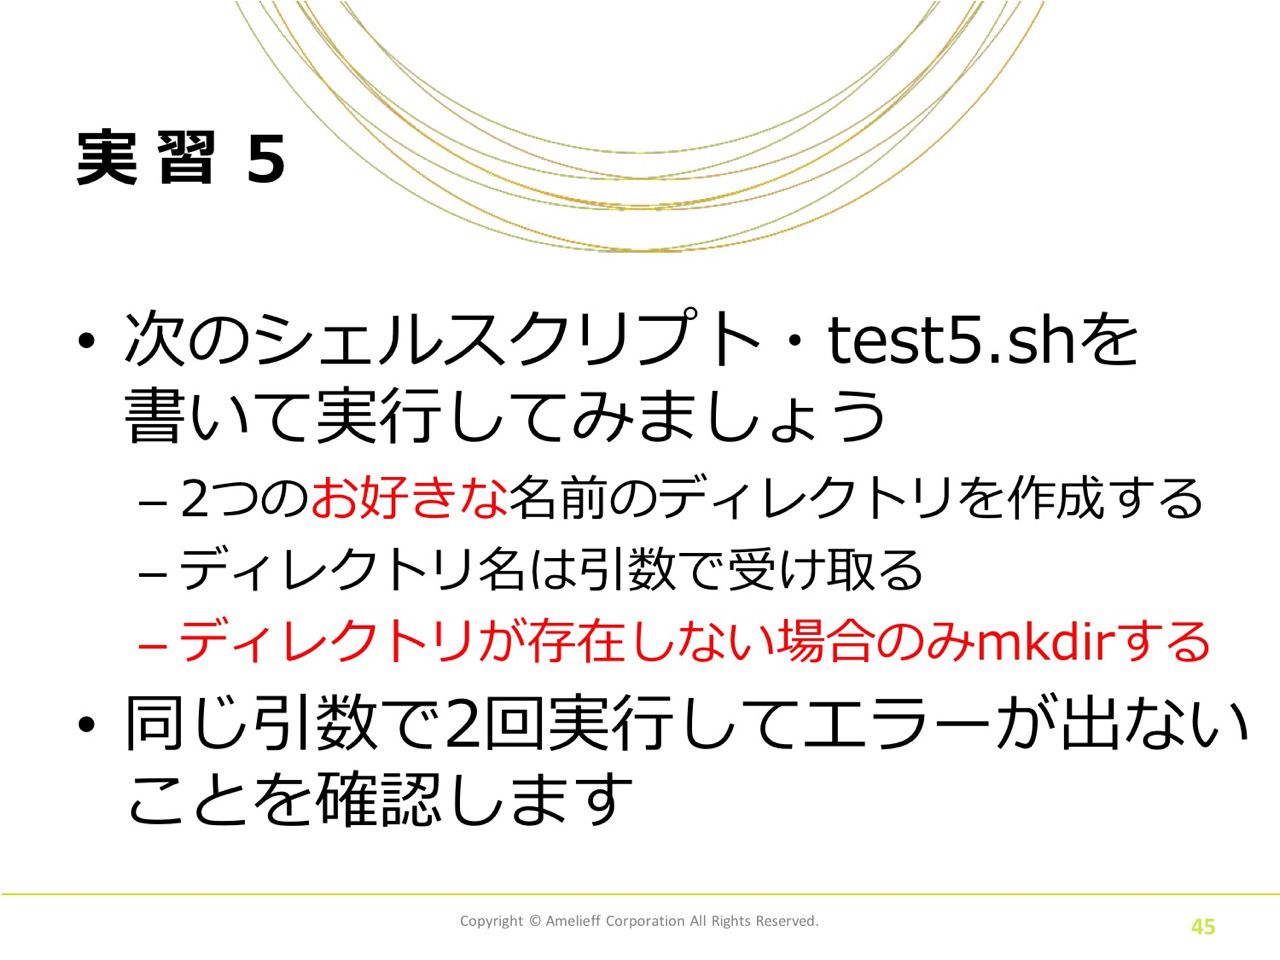 実習５
• 次のシェルスクリプト・test5.shを
書いて実行してみましょう
– 2つのお好きな名前のディレクトリを作成する
– ディレクトリ名は引数で受け取る
– ディレクトリが存在しない場合のみmkdirする
• 同じ引数で2回実行してエラーが出ない
ことを確認します
Copyright © Amelieff Corporation All Rights Reserved.
45